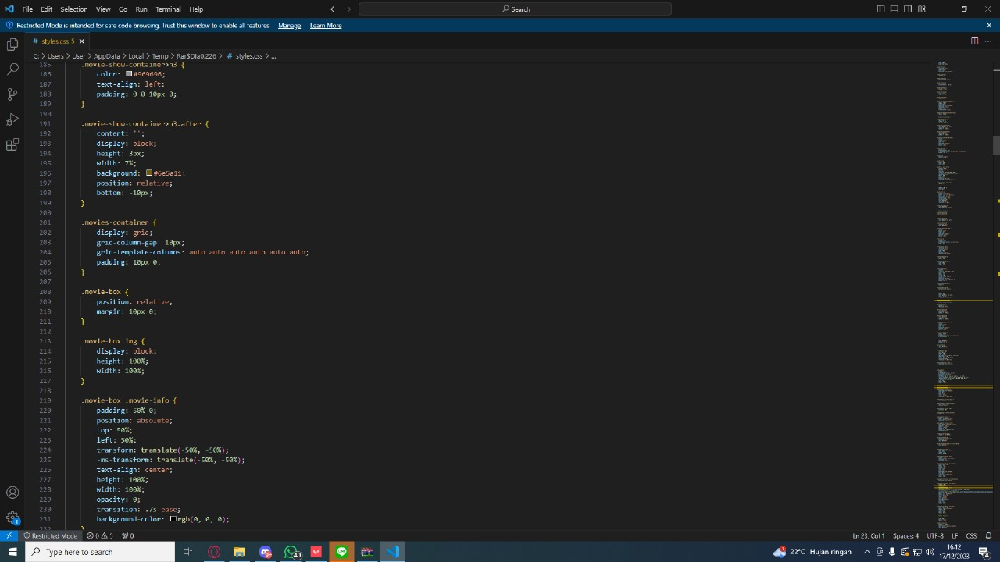 File Edit Selection View Go Run Terminal Help
Search
Restricted Mode is intended for safe code browsing. Trust this window to enable all features. Manage Learn More
# styles.css 5
C: > Users > User > AppData > Local > Temp > Rar$DIa0.226 > # styles.css > ...
185 .movie-show-container>h3 {
186 color: #969696;
187 text-align: left;
188 padding: 0 0 10px 0;
189 }
190
191 .movie-show-container>h3:after {
192 content: '';
193 display: block;
194 height: 3px;
195 width: 7%;
196 background: #6e5a11;
197 position: relative;
198 bottom: -10px;
199 }
200
201 .movies-container {
202 display: grid;
203 grid-column-gap: 10px;
204 grid-template-columns: auto auto auto auto auto auto;
205 padding: 10px 0;
206 }
207
208 .movie-box {
209 position: relative;
210 margin: 10px 0;
211 }
212
213 .movie-box img {
214 display: block;
215 height: 100%;
216 width: 100%;
217 }
218
219 .movie-box .movie-info {
220 padding: 50% 0;
221 position: absolute;
222 top: 50%;
223 left: 50%;
224 transform: translate(-50%, -50%);
225 -ms-transform: translate(-50%, -50%);
226 text-align: center;
227 height: 100%;
228 width: 100%;
229 opacity: 0;
230 transition: .7s ease;
231 background-color: rgb(0, 0, 0);
232 }
1
Restricted Mode 0 5 0 Ln 23, Col 1 Spaces: 4 UTF-8 LF CSS
Type here to search
40
22°C Hujan ringan
16:12
17/12/2023
4